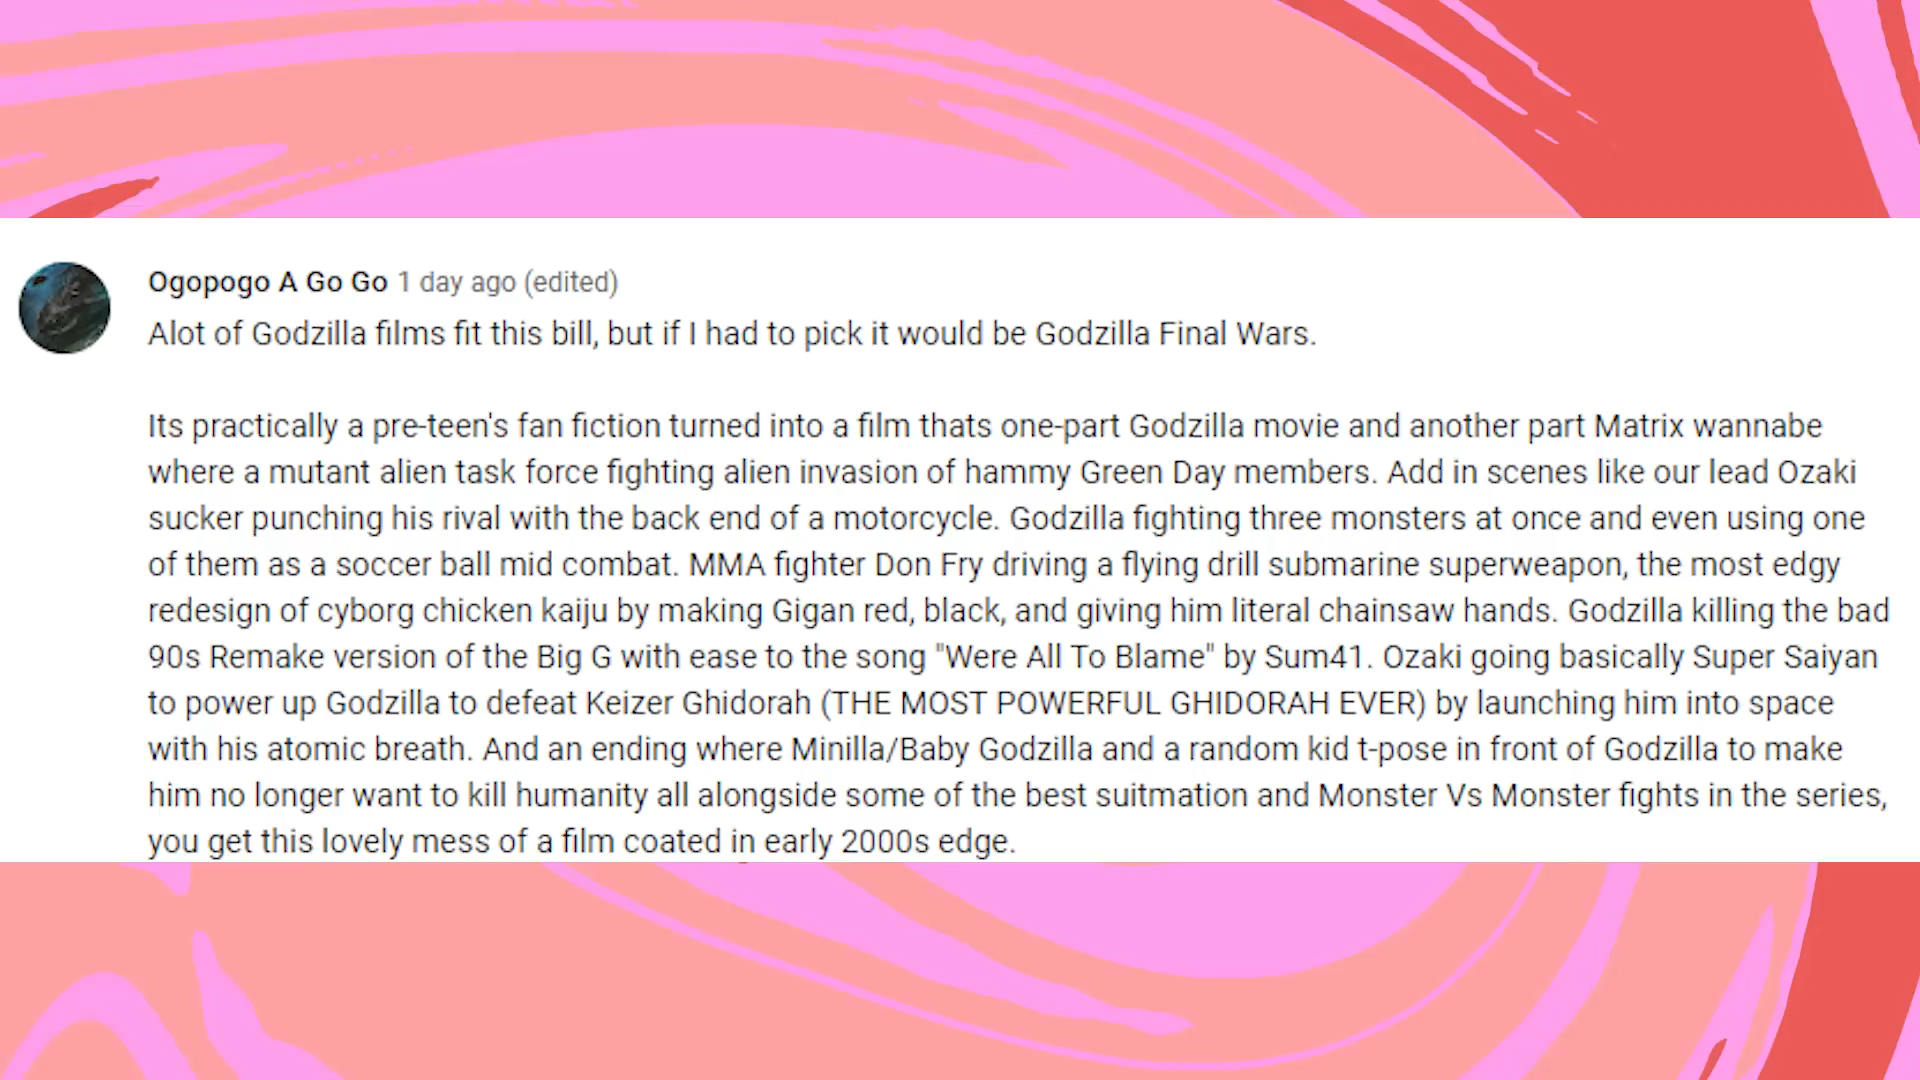 Ogopogo A Go Go 1 day ago (edited)
Alot of Godzilla films fit this bill, but if I had to pick it would be Godzilla Final Wars.
Its practically a pre-teen's fan fiction turned into a film thats one-part Godzilla movie and another part Matrix wannabe
where a mutant alien task force fighting alien invasion of hammy Green Day members. Add in scenes like our lead Ozaki
sucker punching his rival with the back end of a motorcycle. Godzilla fighting three monsters at once and even using one
of them as a soccer ball mid combat. MMA fighter Don Fry driving a flying drill submarine superweapon, the most edgy
redesign of cyborg chicken kaiju by making Gigan red, black, and giving him literal chainsaw hands. Godzilla killing the bad
90s Remake version of the Big G with ease to the song "Were All To Blame" by Sum41. Ozaki going basically Super Saiyan
to power up Godzilla to defeat Keizer Ghidorah (THE MOST POWERFUL GHIDORAH EVER) by launching him into space
with his atomic breath. And an ending where Minilla/Baby Godzilla and a random kid t-pose in front of Godzilla to make
him no longer want to kill humanity all alongside some of the best suitmation and Monster Vs Monster fights in the series,
you get this lovely mess of a film coated in early 2000s edge.